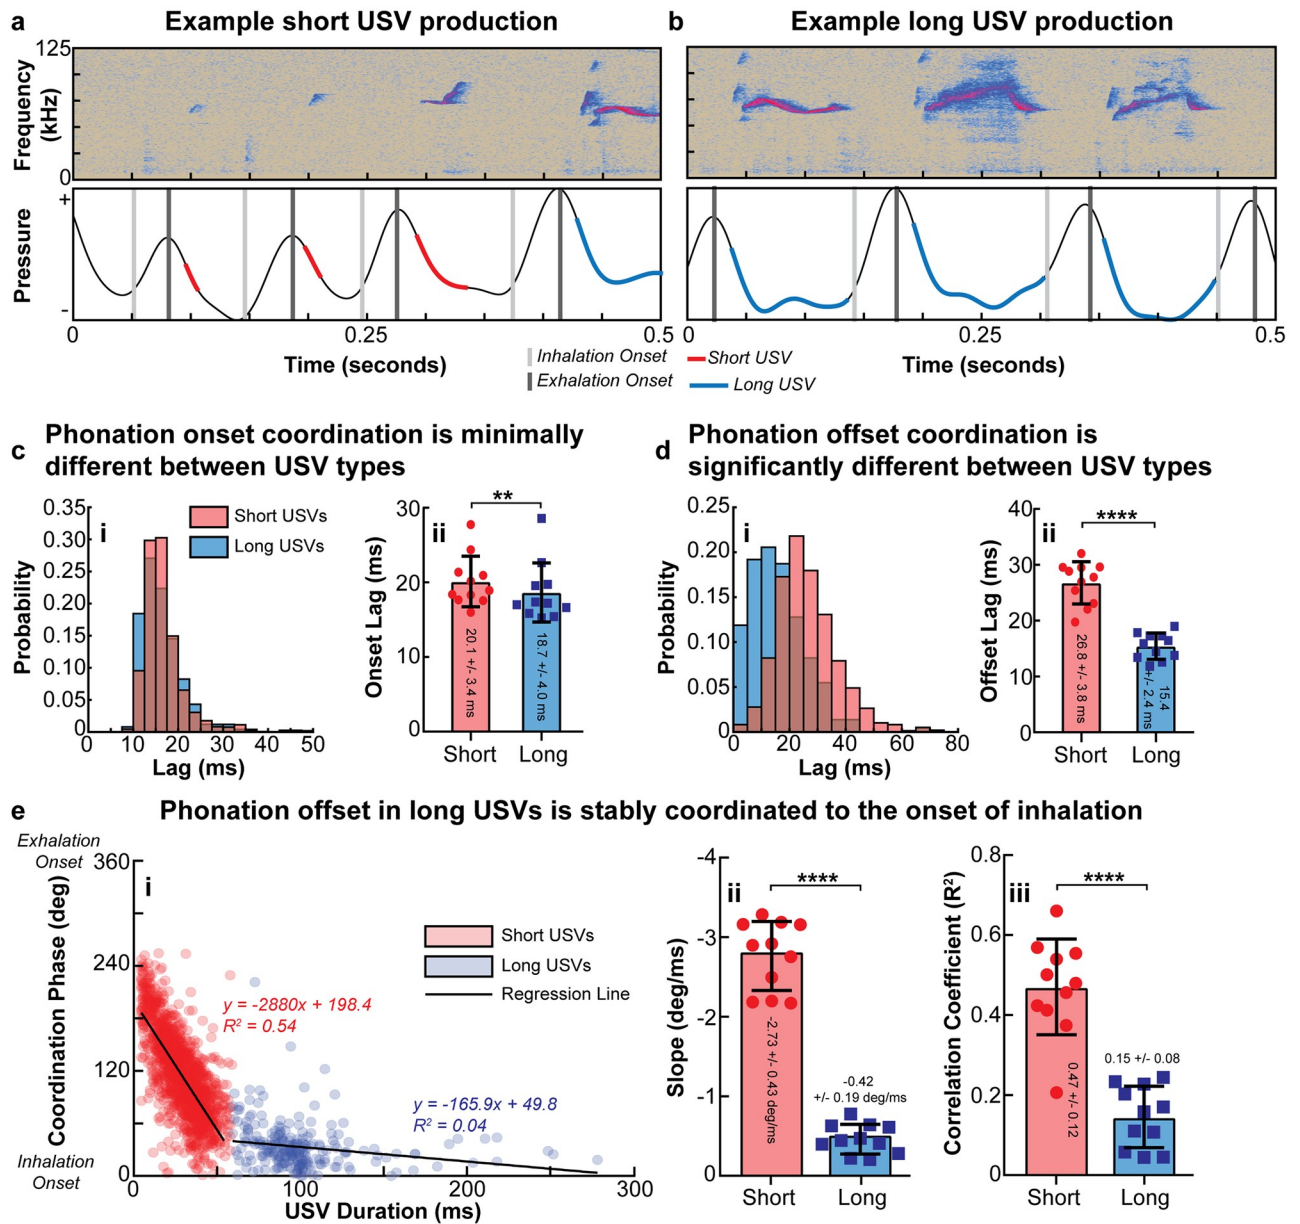 a Example short USV production
b Example long USV production
125
Frequency
(kHz)
0
+
Pressure
-
0 0.25 0.5
Time (seconds)
0 0.25 0.5
Time (seconds)
Inhalation Onset
Exhalation Onset
Short USV
Long USV
c Phonation onset coordination is minimally
different between USV types
i
0.35
0.30
0.25
0.20
0.15
0.10
0.05
0
Probability
Short USVs
Long USVs
0 10 20 30 40 50
Lag (ms)
ii
**
30
20
10
0
Onset Lag (ms)
20.1 +/- 3.4 ms
18.7 +/- 4.0 ms
Short Long
d Phonation offset coordination is
significantly different between USV types
i
0.25
0.20
0.15
0.10
0.05
0
Probability
0 20 40 60 80
Lag (ms)
ii
****
40
30
20
10
0
Offset Lag (ms)
26.8 +/- 3.8 ms
15.4
+/- 2.4 ms
Short Long
e Phonation offset in long USVs is stably coordinated to the onset of inhalation
Exhalation
Onset
i
360
240
120
0
Coordination Phase (deg)
Inhalation
Onset
Short USVs
Long USVs
Regression Line
y = -2880x + 198.4
R² = 0.54
y = -165.9x + 49.8
R² = 0.04
0 100 200 300
USV Duration (ms)
ii
****
-4
-3
-2
-1
0
Slope (deg/ms)
-2.73 +/- 0.43 deg/ms
-0.42
+/- 0.19 deg/ms
Short Long
iii
****
0.8
0.6
0.4
0.2
0
Correlation Coefficient (R²)
0.47 +/- 0.12
0.15 +/- 0.08
Short Long